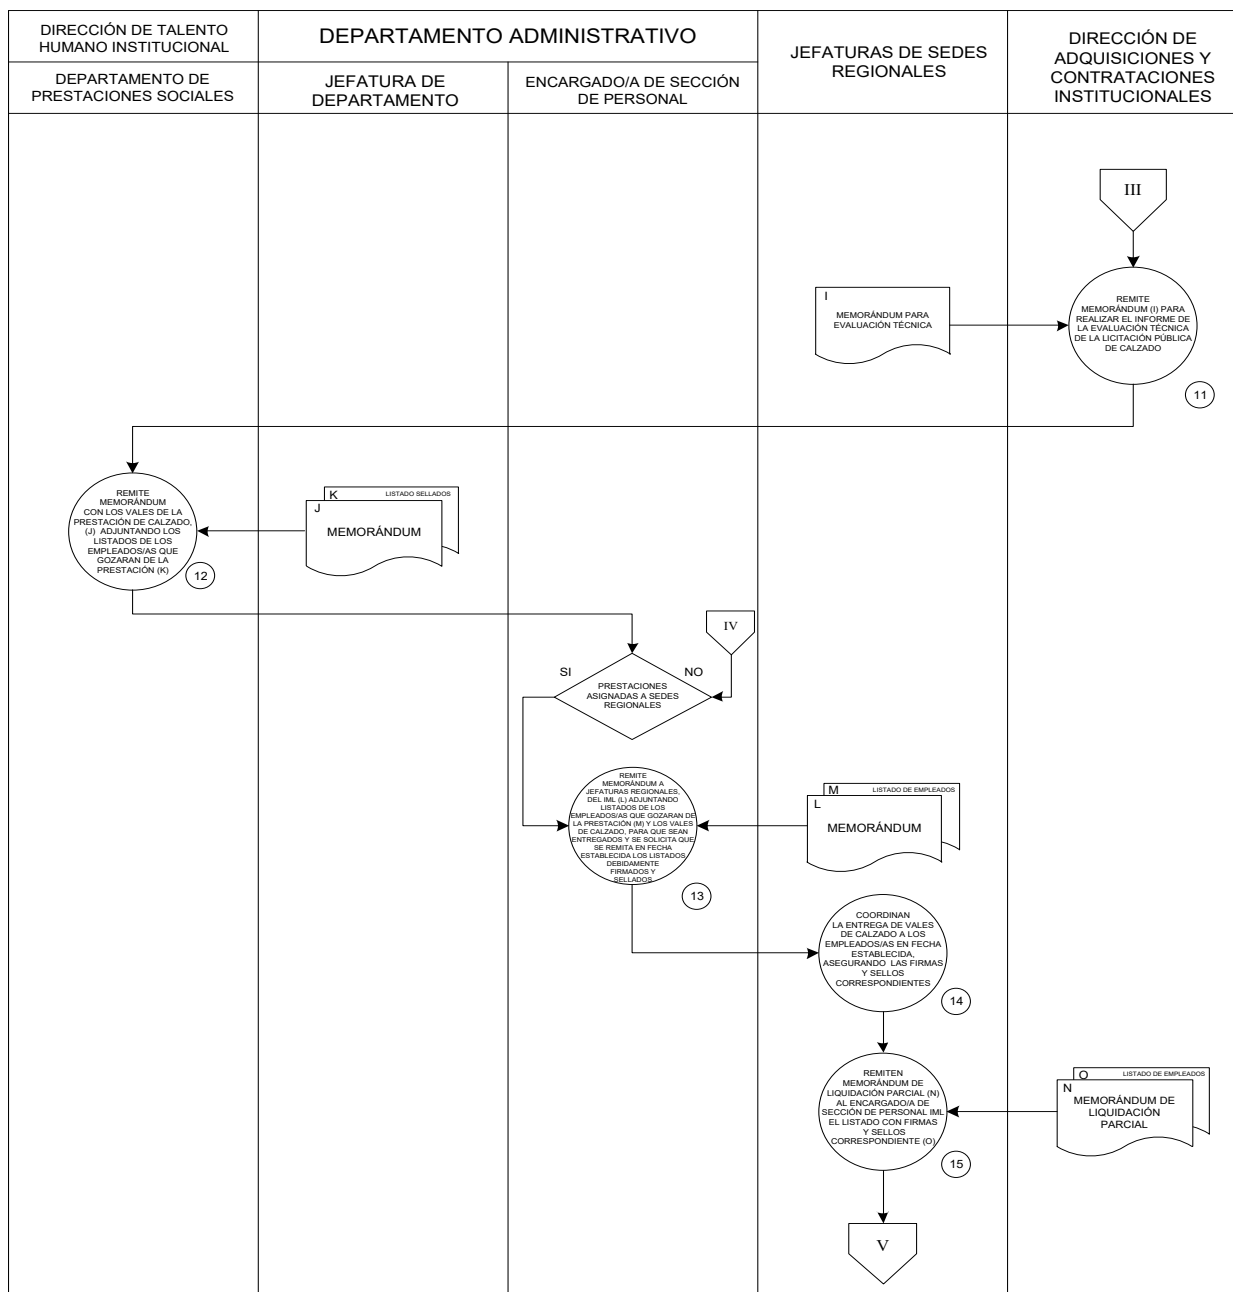 DIRECCIÓN DE TALENTO
HUMANO INSTITUCIONAL
DEPARTAMENTO ADMINISTRATIVO
JEFATURAS DE SEDES
REGIONALES
DIRECCIÓN DE
ADQUISICIONES Y
CONTRATACIONES
INSTITUCIONALES
DEPARTAMENTO DE
PRESTACIONES SOCIALES
JEFATURA DE
DEPARTAMENTO
ENCARGADO/A DE SECCIÓN
DE PERSONAL
III
I
MEMORÁNDUM PARA
EVALUACIÓN TÉCNICA
REMITE
MEMORÁNDUM (I) PARA
REALIZAR EL INFORME DE
LA EVALUACIÓN TÉCNICA
DE LA LICITACIÓN PÚBLICA
DE CALZADO
11
REMITE
MEMORÁNDUM
CON LOS VALES DE LA
PRESTACIÓN DE CALZADO,
(J) ADJUNTANDO LOS
LISTADOS DE LOS
EMPLEADOS/AS QUE
GOZARAN DE LA
PRESTACIÓN (K)
12
K
LISTADO SELLADOS
J
MEMORÁNDUM
IV
SI
NO
PRESTACIONES
ASIGNADAS A SEDES
REGIONALES
REMITE
MEMORÁNDUM A
JEFATURAS REGIONALES,
DEL IML (L) ADJUNTANDO
LISTADOS DE LOS
EMPLEADOS/AS QUE GOZARAN DE
LA PRESTACIÓN (M) Y LOS VALES
DE CALZADO, PARA QUE SEAN
ENTREGADOS Y SE SOLICITA QUE
SE REMITA EN FECHA
ESTABLECIDA LOS LISTADOS
DEBIDAMENTE
FIRMADOS Y
SELLADOS
13
M
LISTADO DE EMPLEADOS
L
MEMORÁNDUM
COORDINAN
LA ENTREGA DE VALES
DE CALZADO A LOS
EMPLEADOS/AS EN FECHA
ESTABLECIDA,
ASEGURANDO LAS FIRMAS
Y SELLOS
CORRESPONDIENTES
14
REMITEN
MEMORÁNDUM DE
LIQUIDACIÓN PARCIAL (N)
AL ENCARGADO/A DE
SECCIÓN DE PERSONAL IML
EL LISTADO CON FIRMAS
Y SELLOS
CORRESPONDIENTE (O)
15
O
LISTADO DE EMPLEADOS
N
MEMORÁNDUM DE
LIQUIDACIÓN
PARCIAL
V